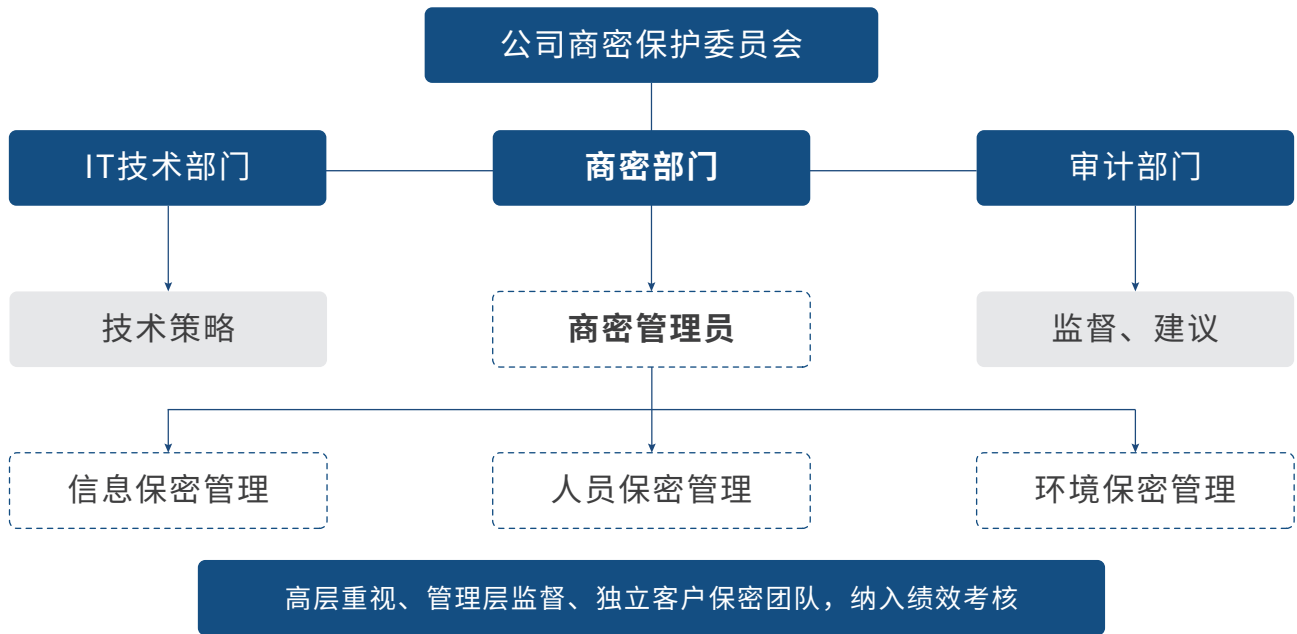 公司商密保护委员会
IT技术部门
商密部门
审计部门
技术策略
商密管理员
监督、建议
信息保密管理
人员保密管理
环境保密管理
高层重视、管理层监督、独立客户保密团队，纳入绩效考核